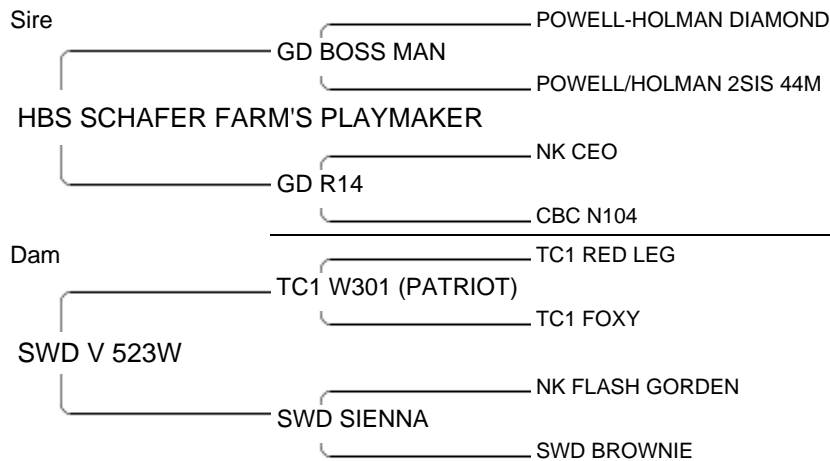 Sire
POWELL-HOLMAN DIAMOND
GD BOSS MAN
POWELL/HOLMAN 2SIS 44M
HBS SCHAFER FARM'S PLAYMAKER
NK CEO
GD R14
CBC N104
Dam
TC1 RED LEG
TC1 W301 (PATRIOT)
TC1 FOXY
SWD V 523W
NK FLASH GORDEN
SWD SIENNA
SWD BROWNIE